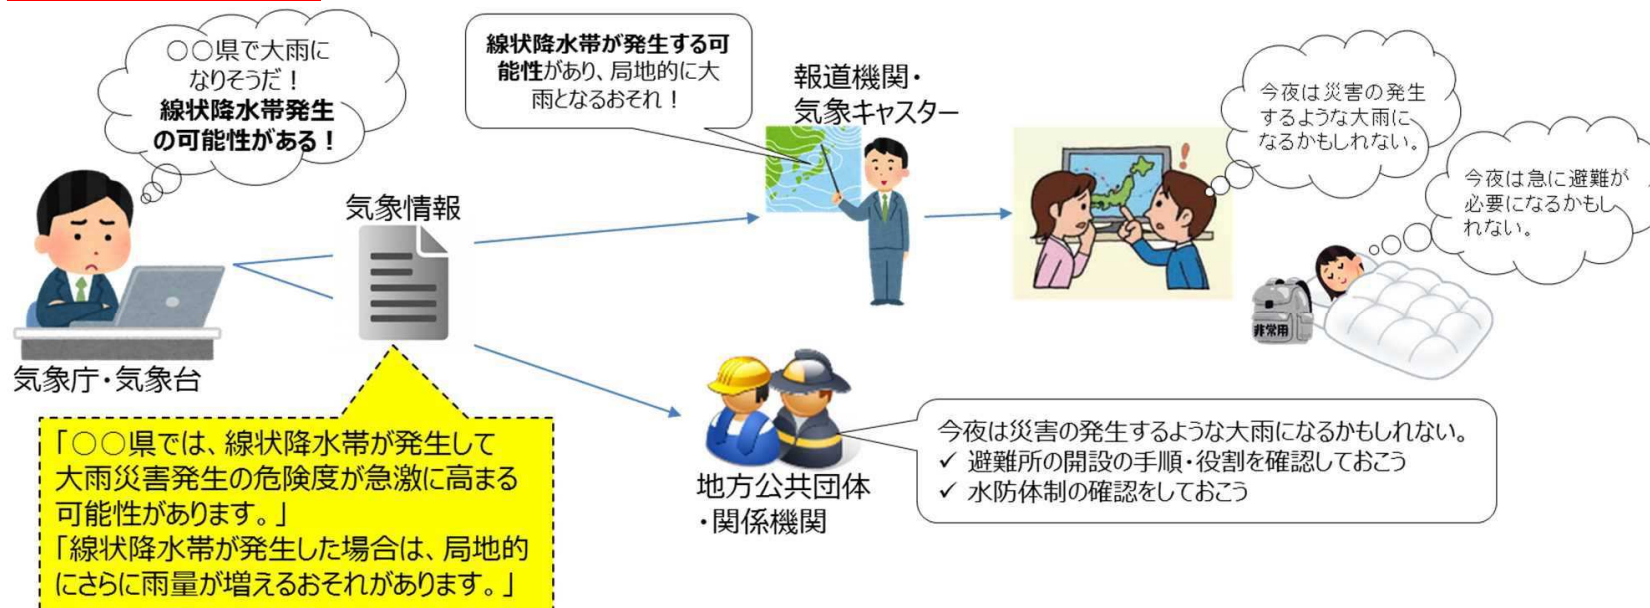 ○○県で大雨に
なりそうだ！
線状降水帯発生
の可能性がある！
気象庁・気象台
気象情報
「○○県では、線状降水帯が発生して
大雨災害発生の危険度が急激に高まる
可能性があります。」
「線状降水帯が発生した場合は、局地的
にさらに雨量が増えるおそれがあります。」
線状降水帯が発生する可
能性があり、局地的に大
雨となるおそれ！
報道機関・
気象キャスター
今夜は災害の発生
するような大雨に
なるかもしれない。
今夜は急に避難が
必要になるかもし
れない。
非常用
地方公共団体
・関係機関
今夜は災害の発生するような大雨になるかもしれない。
✓ 避難所の開設の手順・役割を確認しておこう
✓ 水防体制の確認をしておこう